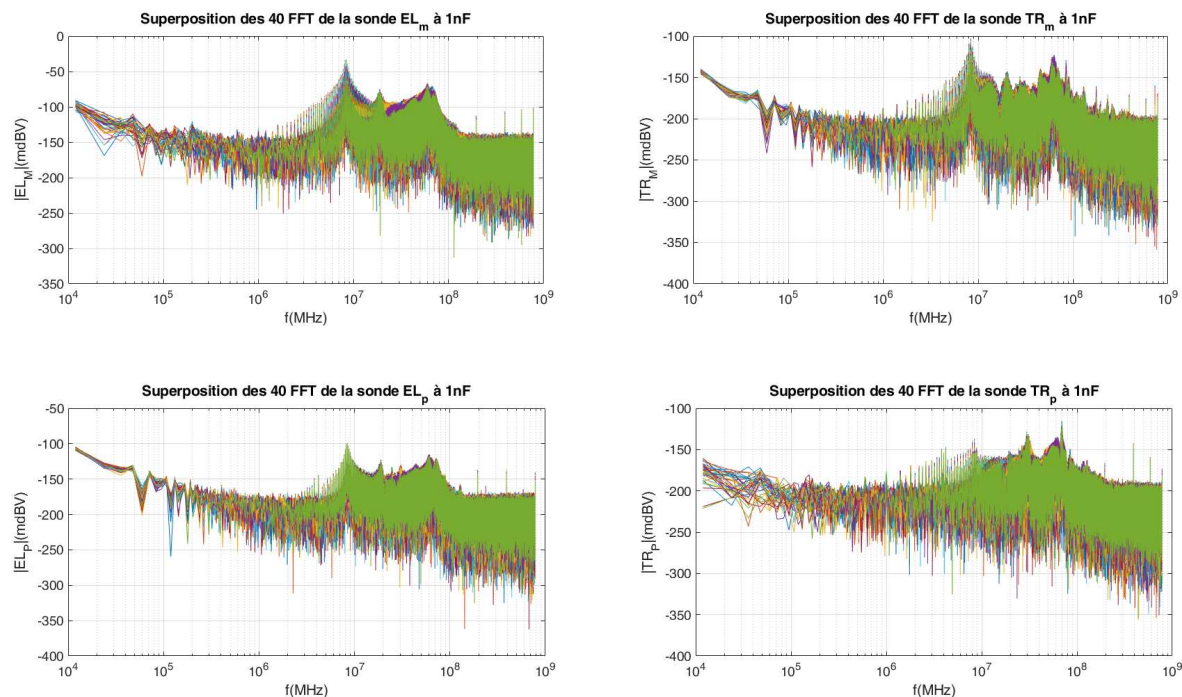 Superposition des 40 FFT de la sonde EL_m à 1nF
0
-50
-100
-150
-200
-250
-300
-350
|EL_M|(mdBV)
10^4 10^5 10^6 10^7 10^8 10^9
f(MHz)
Superposition des 40 FFT de la sonde TR_m à 1nF
-100
-150
-200
-250
-300
-350
-400
|TR_M|(mdBV)
10^4 10^5 10^6 10^7 10^8 10^9
f(MHz)
Superposition des 40 FFT de la sonde EL_p à 1nF
-50
-100
-150
-200
-250
-300
-350
-400
|EL_P|(mdBV)
10^4 10^5 10^6 10^7 10^8 10^9
f(MHz)
Superposition des 40 FFT de la sonde TR_p à 1nF
-100
-150
-200
-250
-300
-350
-400
|TR_P|(mdBV)
10^4 10^5 10^6 10^7 10^8 10^9
f(MHz)